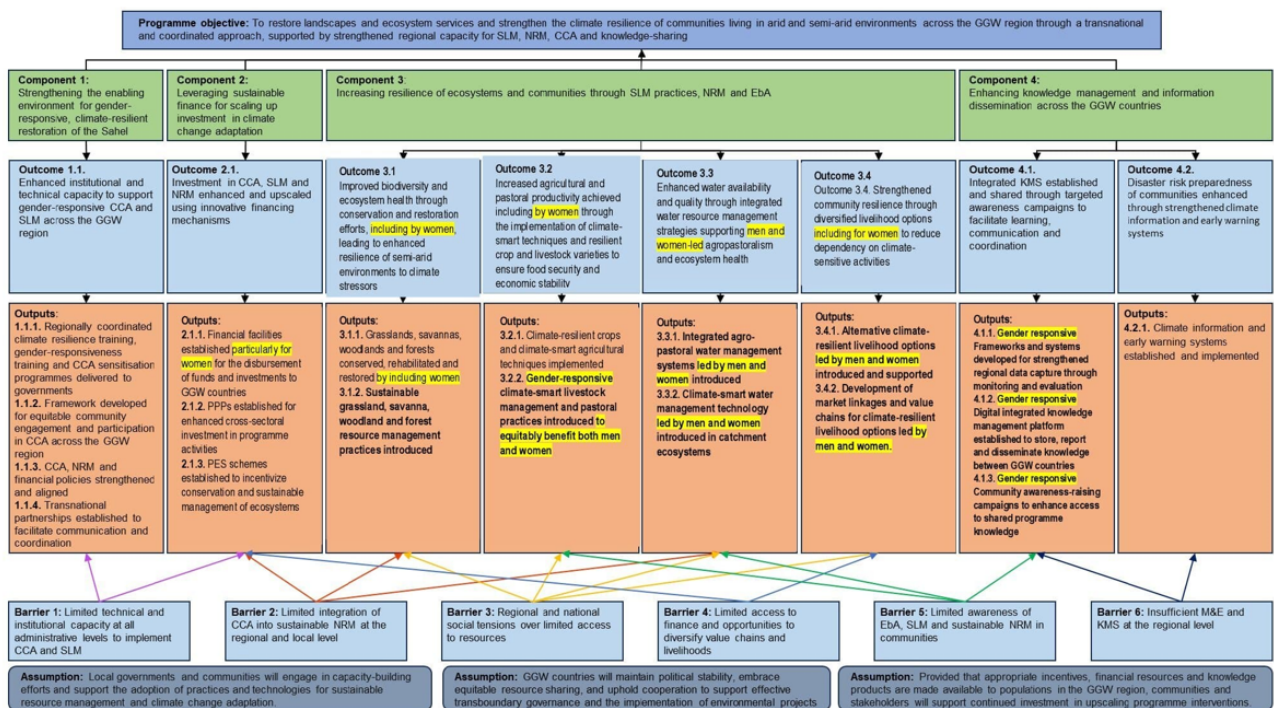 Programme objective: To restore landscapes and ecosystem services and strengthen the climate resilience of communities living in arid and semi-arid environments across the GGW region through a transnational
and coordinated approach, supported by strengthened regional capacity for SLM, NRM, CCA and knowledge-sharing
Component 1:
Strengthening the enabling
environment for gender-
responsive, climate-resilient
restoration of the Sahel
Component 2:
Leveraging sustainable
finance for scaling up
investment in climate
change adaptation
Component 3:
Increasing resilience of ecosystems and communities through SLM practices, NRM and EbA
Component 4:
Enhancing knowledge management and information
dissemination across the GGW countries
Outcome 1.1.
Enhanced institutional and
technical capacity to support
gender-responsive CCA and
SLM across the GGW
region
Outcome 2.1.
Investment in CCA, SLM and
NRM enhanced and upscaled
using innovative financing
mechanisms
Outcome 3.1
Improved biodiversity and
ecosystem health through
conservation and restoration
efforts, including by women,
leading to enhanced
resilience of semi-arid
environments to climate
stressors
Outcome 3.2
Increased agricultural and
pastoral productivity achieved
including by women through
the implementation of climate-
smart techniques and resilient
crop and livestock varieties to
ensure food security and
economic stability
Outcome 3.3
Enhanced water availability
and quality through integrated
water resource management
strategies supporting men and
women-led agropastoralism
and ecosystem health
Outcome 3.4
Outcome 3.4. Strengthened
community resilience through
diversified livelihood options
including for women to reduce
dependency on climate-
sensitive activities
Outcome 4.1.
Integrated KMS established
and shared through targeted
awareness campaigns to
facilitate learning,
communication and
coordination
Outcome 4.2.
Disaster risk preparedness
of communities enhanced
through strengthened climate
information and early warning
systems
Outputs:
1.1.1. Regionally coordinated
climate resilience training,
gender-responsiveness
training and CCA sensitisation
programmes delivered to
governments
1.1.2. Framework developed
for equitable community
engagement and participation
in CCA across the GGW
region
1.1.3. CCA, NRM and
financial policies strengthened
and aligned
1.1.4. Transnational
partnerships established to
facilitate communication and
coordination
Outputs:
2.1.1. Financial facilities
established particularly for
women for the disbursement
of funds and investments to
GGW countries
2.1.2. PPPs established for
enhanced cross-sectoral
investment in programme
activities
2.1.3. PES schemes
established to incentivize
conservation and sustainable
management of ecosystems
Outputs:
3.1.1. Grasslands, savannas,
woodlands and forests
conserved, rehabilitated and
restored by including women
3.1.2. Sustainable
grassland, savanna,
woodland and forest
resource management
practices introduced
Outputs:
3.2.1. Climate-resilient crops
and climate-smart agricultural
techniques implemented
3.2.2. Gender-responsive
climate-smart livestock
management and pastoral
practices introduced to
equitably benefit both men
and women
Outputs:
3.3.1. Integrated agro-
pastoral water management
systems led by men and
women introduced
3.3.2. Climate-smart water
management technology
led by men and women
introduced in catchment
ecosystems
Outputs:
3.4.1. Alternative climate-
resilient livelihood options
led by men and women
introduced and supported
3.4.2. Development of
market linkages and value
chains for climate-resilient
livelihood options led by
men and women.
Outputs:
4.1.1. Gender responsive
Frameworks and systems
developed for strengthened
regional data capture through
monitoring and evaluation
4.1.2. Gender responsive
Digital integrated knowledge
management platform
established to store, report
and disseminate knowledge
between GGW countries
4.1.3. Gender responsive
Community awareness-raising
campaigns to enhance access
to shared programme
knowledge
Outputs:
4.2.1. Climate information and
early warning systems
established and implemented
Barrier 1: Limited technical and
institutional capacity at all
administrative levels to implement
CCA and SLM
Barrier 2: Limited integration of
CCA into sustainable NRM at the
regional and local level
Barrier 3: Regional and national
social tensions over limited access
to resources
Barrier 4: Limited access to
finance and opportunities to
diversify value chains and
livelihoods
Barrier 5: Limited awareness of
EbA, SLM and sustainable NRM in
communities
Barrier 6: Insufficient M&E and
KMS at the regional level
Assumption: Local governments and communities will engage in capacity-building
efforts and support the adoption of practices and technologies for sustainable
resource management and climate change adaptation.
Assumption: GGW countries will maintain political stability, embrace
equitable resource sharing, and uphold cooperation to support effective
transboundary governance and the implementation of environmental projects
Assumption: Provided that appropriate incentives, financial resources and knowledge
products are made available to populations in the GGW region, communities and
stakeholders will support continued investment in upscaling programme interventions.